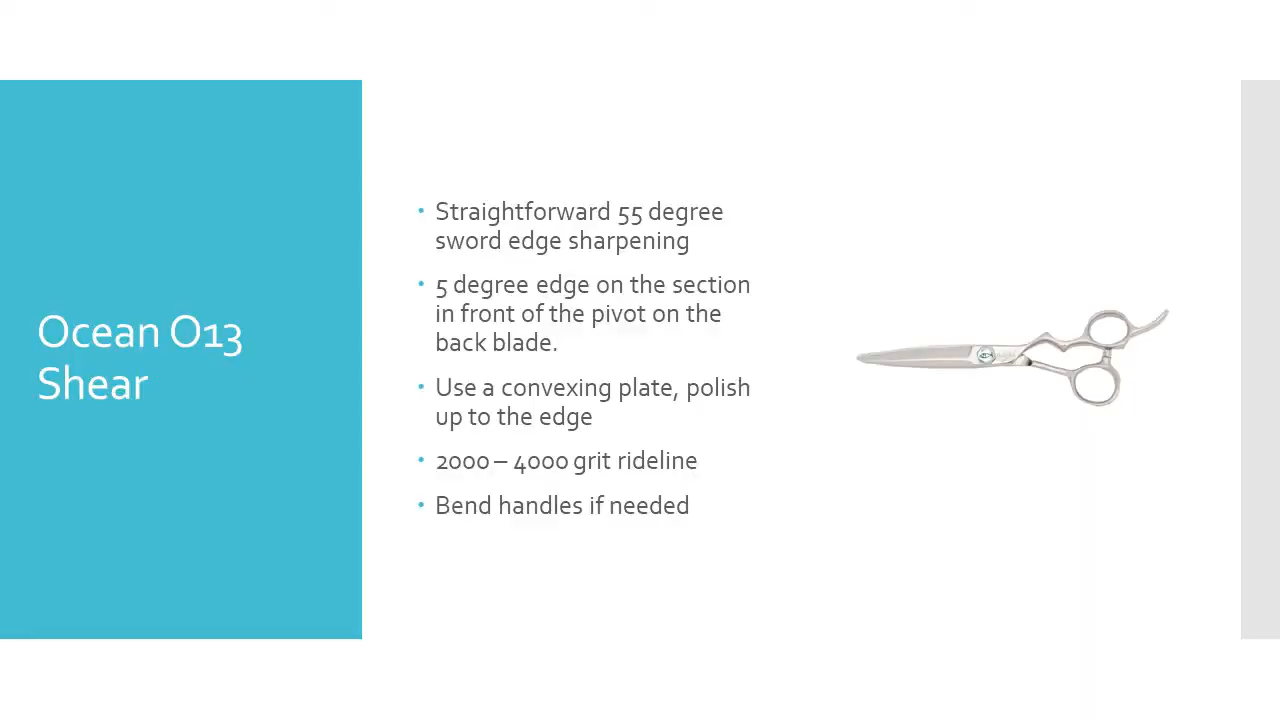 Ocean O13
Shear
• Straightforward 55 degree
sword edge sharpening
• 5 degree edge on the section
in front of the pivot on the
back blade.
• Use a convexing plate, polish
up to the edge
• 2000 – 4000 grit rideline
• Bend handles if needed